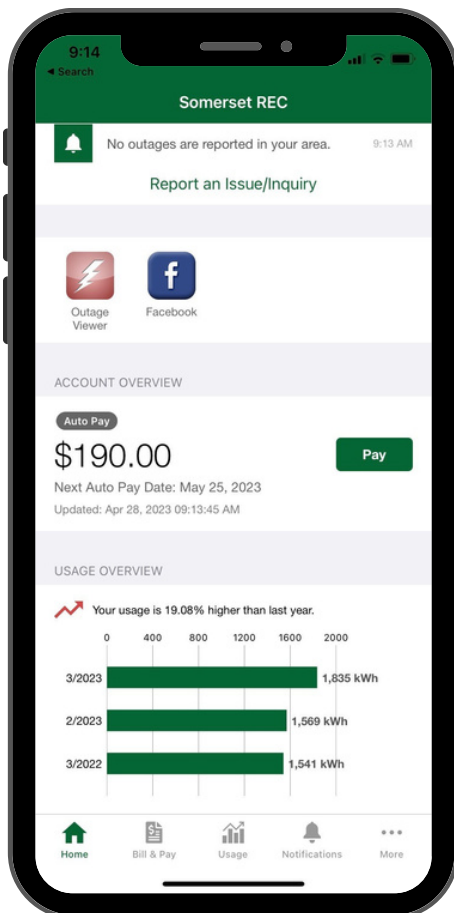 9:14
◄ Search
Somerset REC
No outages are reported in your area. 9:13 AM
Report an Issue/Inquiry
f
Outage Viewer
Facebook
ACCOUNT OVERVIEW
Auto Pay
$190.00
Pay
Next Auto Pay Date: May 25, 2023
Updated: Apr 28, 2023 09:13:45 AM
USAGE OVERVIEW
Your usage is 19.08% higher than last year.
0 400 800 1200 1600 2000
3/2023 1,835 kWh
2/2023 1,569 kWh
3/2022 1,541 kWh
Home Bill & Pay Usage Notifications More